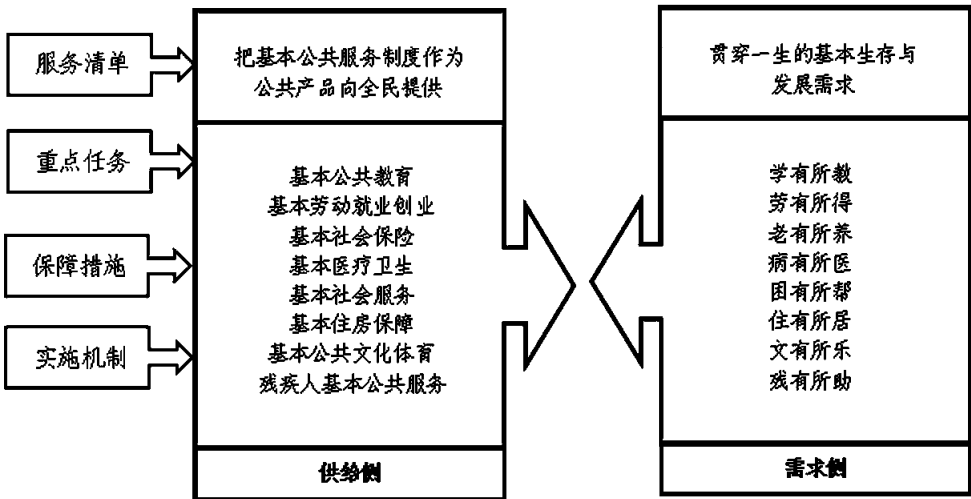 服务清单
重点任务
保障措施
实施机制
把基本公共服务制度作为
公共产品向全民提供
基本公共教育
基本劳动就业创业
基本社会保险
基本医疗卫生
基本社会服务
基本住房保障
基本公共文化体育
残疾人基本公共服务
供给侧
贯穿一生的基本生存与
发展需求
学有所教
劳有所得
老有所养
病有所医
困有所帮
住有所居
文有所乐
残有所助
需求侧